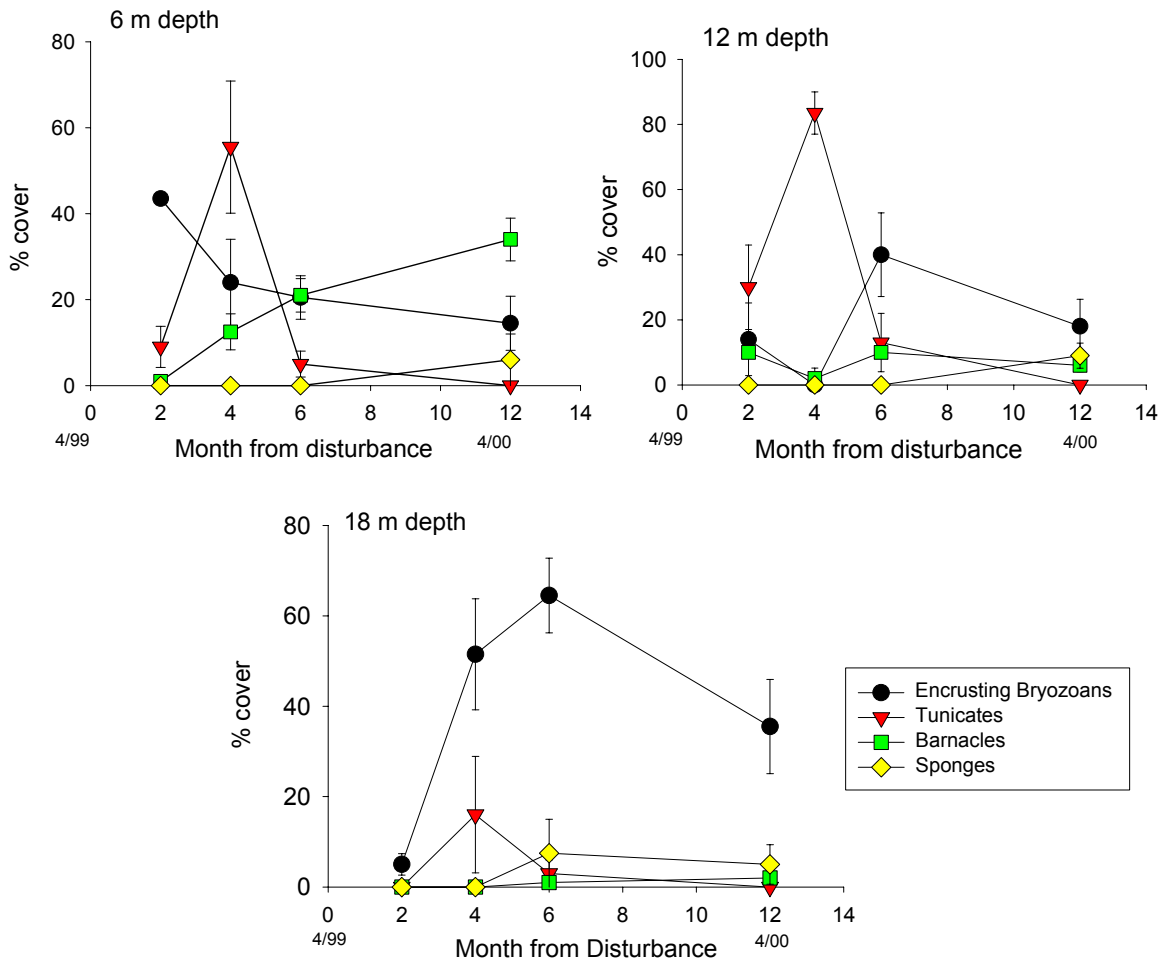 6 m depth
80
60
40
20
0
% cover
0 2 4 6 8 10 12 14
4/99 4/00
Month from disturbance
12 m depth
100
80
60
40
20
0
% cover
0 2 4 6 8 10 12 14
4/99 4/00
Month from disturbance
18 m depth
80
60
40
20
0
% cover
0 2 4 6 8 10 12 14
4/99 4/00
Month from Disturbance
Encrusting Bryozoans
Tunicates
Barnacles
Sponges